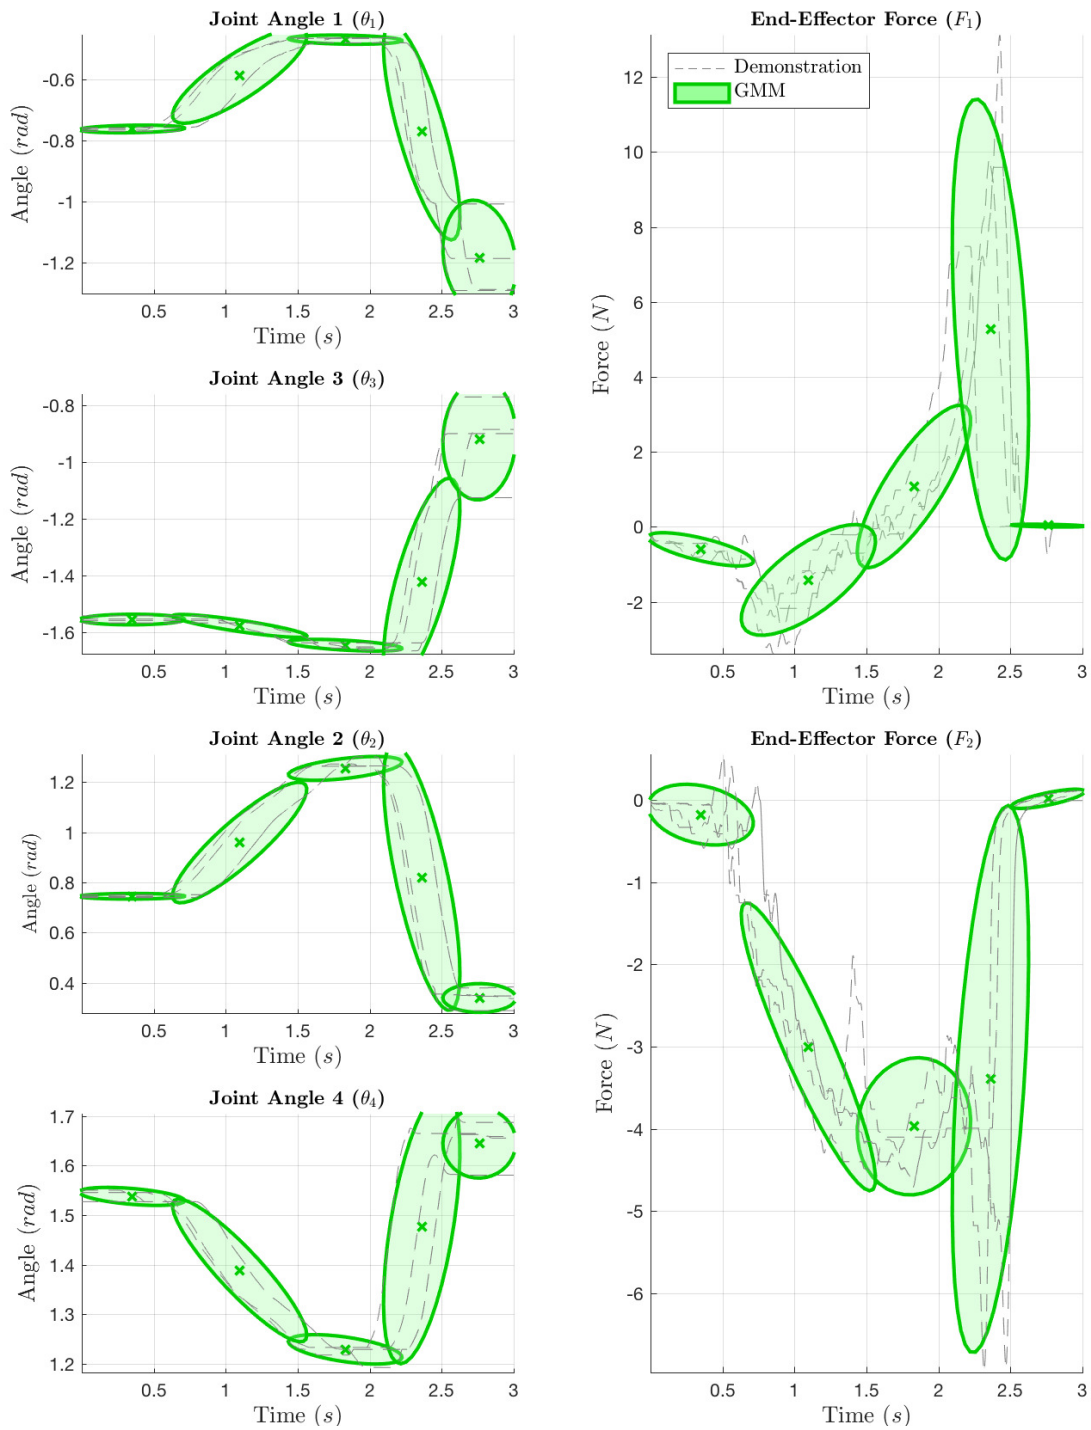 Joint Angle 1 (θ₁)
-0.6
-0.8
-1
-1.2
Angle (rad)
0.5 1 1.5 2 2.5 3
Time (s)
Joint Angle 3 (θ₃)
-0.8
-1
-1.2
-1.4
-1.6
Angle (rad)
0.5 1 1.5 2 2.5 3
Time (s)
Joint Angle 2 (θ₂)
1.2
1
0.8
0.6
0.4
Angle (rad)
0.5 1 1.5 2 2.5 3
Time (s)
Joint Angle 4 (θ₄)
1.7
1.6
1.5
1.4
1.3
1.2
Angle (rad)
0.5 1 1.5 2 2.5 3
Time (s)
End-Effector Force (F₁)
Demonstration
GMM
12
10
8
6
4
2
0
-2
Force (N)
0.5 1 1.5 2 2.5 3
Time (s)
End-Effector Force (F₂)
0
-1
-2
-3
-4
-5
-6
Force (N)
0.5 1 1.5 2 2.5 3
Time (s)